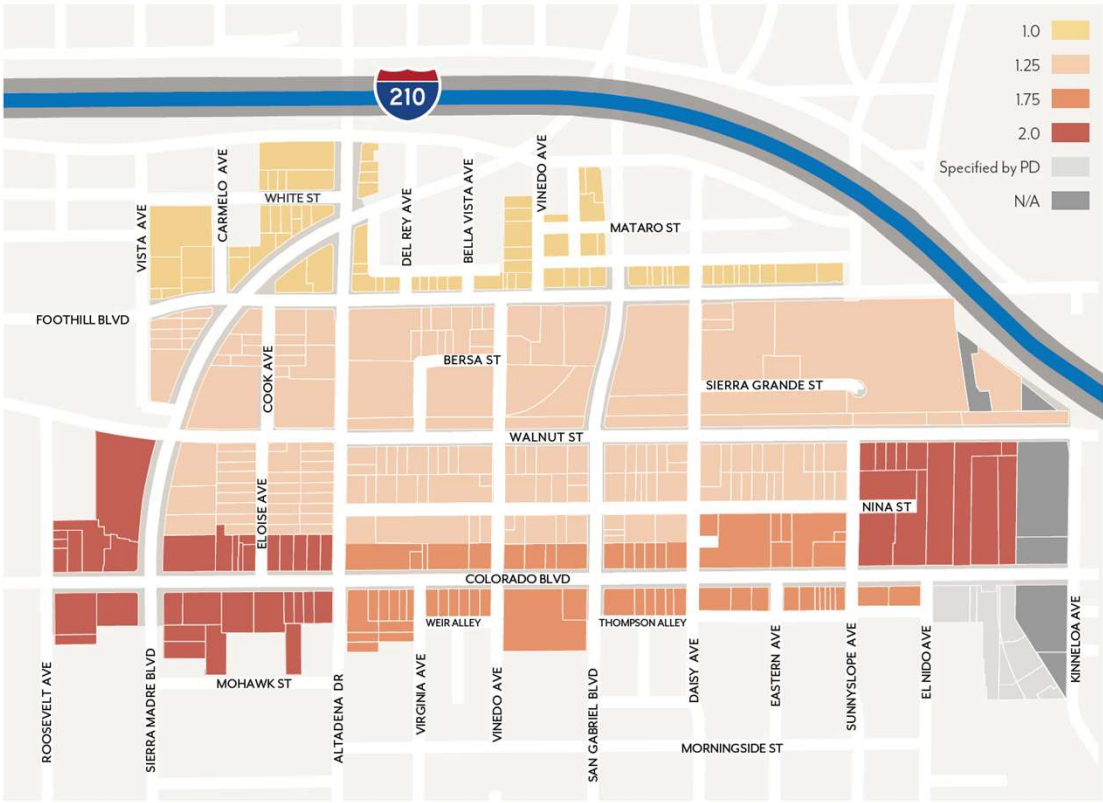 1.0
1.25
1.75
2.0
Specified by PD
N/A
210
VISTA AVE
CARMELO AVE
WHITE ST
DEL REY AVE
BELLA VISTA AVE
VINEDO AVE
MATARO ST
FOOTHILL BLVD
COOK AVE
BERSA ST
SIERRA GRANDE ST
WALNUT ST
ELOISE AVE
NINA ST
COLORADO BLVD
WEIR ALLEY
THOMPSON ALLEY
ROOSEVELT AVE
SIERRA MADRE BLVD
MOHAWK ST
ALTADENA DR
VIRGINIA AVE
VINEDO AVE
SAN GABRIEL BLVD
DAISY AVE
EASTERN AVE
SUNNYSLOPE AVE
EL NIDO AVE
KINNELOA AVE
MORNINGSIDE ST